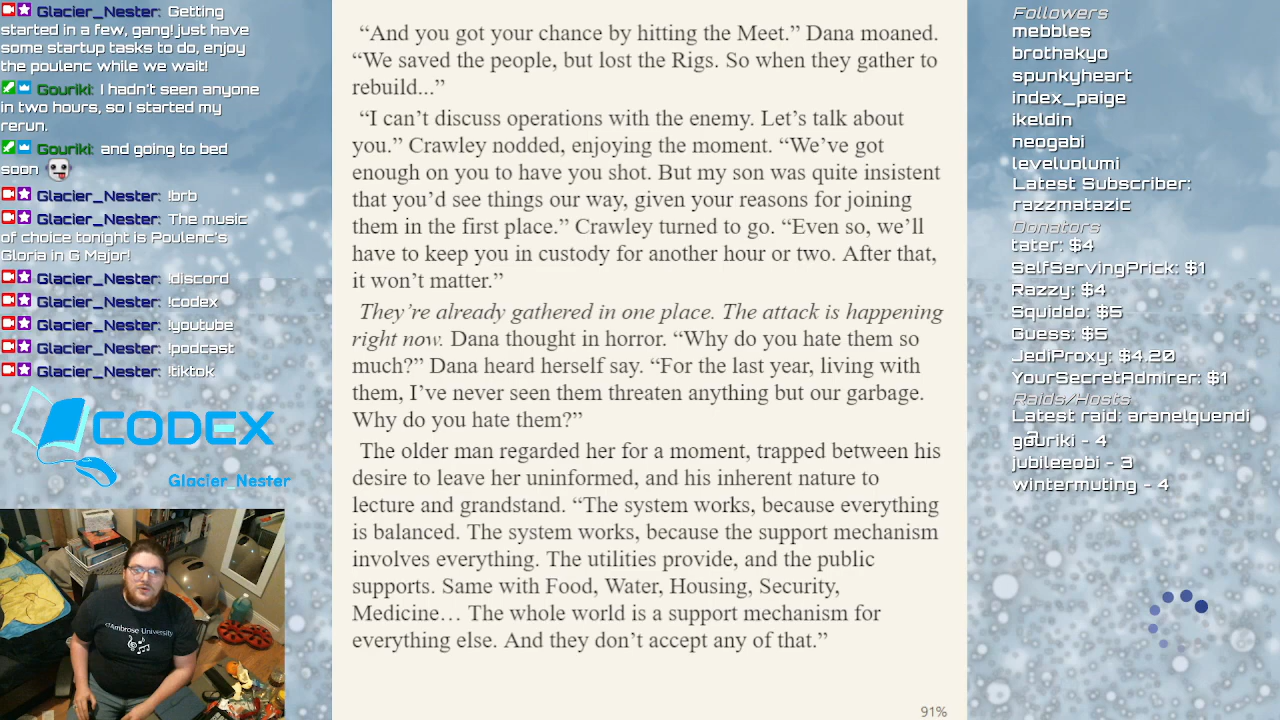 Glacier_Nester: Getting
started in a few, gang! just have
some startup tasks to do, enjoy
the poulenc while we wait!
Gouriki: I hadn't seen anyone
in two hours, so I started my
rerun.
Gouriki: and going to bed
soon
Glacier_Nester: !brb
Glacier_Nester: The music
of choice tonight is Poulenc's
Gloria in G Major!
Glacier_Nester: !discord
Glacier_Nester: !codex
Glacier_Nester: !youtube
Glacier_Nester: !podcast
Glacier_Nester: !tiktok
CODEX
Glacier_Nester
Ambrose University
“And you got your chance by hitting the Meet.” Dana moaned.
“We saved the people, but lost the Rigs. So when they gather to
rebuild...”
“I can’t discuss operations with the enemy. Let’s talk about
you.” Crawley nodded, enjoying the moment. “We’ve got
enough on you to have you shot. But my son was quite insistent
that you’d see things our way, given your reasons for joining
them in the first place.” Crawley turned to go. “Even so, we’ll
have to keep you in custody for another hour or two. After that,
it won’t matter.”
They’re already gathered in one place. The attack is happening
right now. Dana thought in horror. “Why do you hate them so
much?” Dana heard herself say. “For the last year, living with
them, I’ve never seen them threaten anything but our garbage.
Why do you hate them?”
The older man regarded her for a moment, trapped between his
desire to leave her uninformed, and his inherent nature to
lecture and grandstand. “The system works, because everything
is balanced. The system works, because the support mechanism
involves everything. The utilities provide, and the public
supports. Same with Food, Water, Housing, Security,
Medicine… The whole world is a support mechanism for
everything else. And they don’t accept any of that.”
91%
Followers
mebbles
brothakyo
spunkyheart
index_paige
ikeldin
neogabi
leveluolumi
Latest Subscriber:
razzmatazic
Donators
tater: $4
SelfServingPrick: $1
Razzy: $4
Squiddo: $5
Guess: $5
JediProxy: $4.20
YourSecretAdmirer: $1
Raids/Hosts
Latest raid: aranelquendi
gouriki - 4
jubileeobi - 3
wintermuting - 4